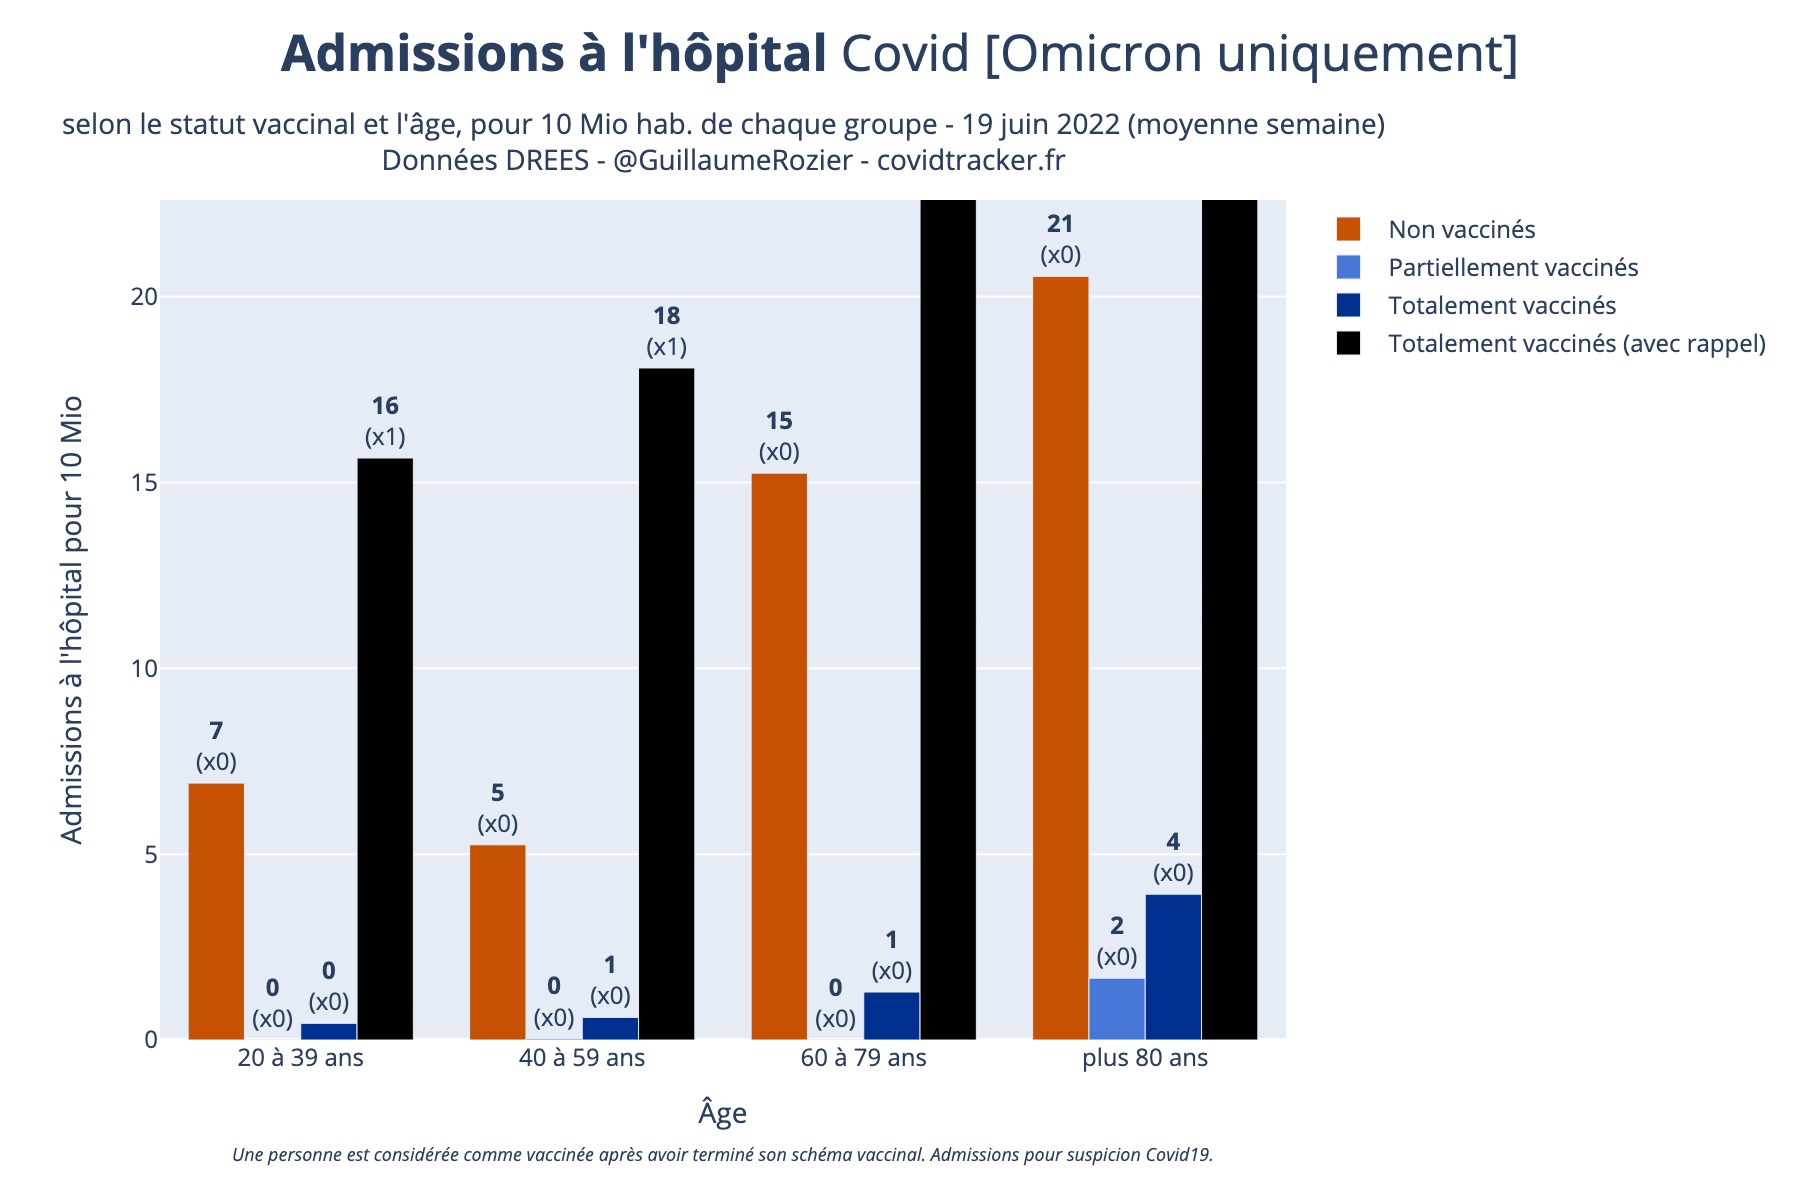 Admissions à l'hôpital Covid [Omicron uniquement]
selon le statut vaccinal et l'âge, pour 10 Mio hab. de chaque groupe - 19 juin 2022 (moyenne semaine)
Données DREES - @GuillaumeRozier - covidtracker.fr
Non vaccinés
Partiellement vaccinés
Totalement vaccinés
Totalement vaccinés (avec rappel)
Admissions à l'hôpital pour 10 Mio
20
15
10
5
0
7
(x0)
0
(x0)
0
(x0)
16
(x1)
5
(x0)
0
(x0)
1
(x0)
18
(x1)
15
(x0)
0
(x0)
1
(x0)
21
(x0)
2
(x0)
4
(x0)
20 à 39 ans
40 à 59 ans
60 à 79 ans
plus 80 ans
Âge
Une personne est considérée comme vaccinée après avoir terminé son schéma vaccinal. Admissions pour suspicion Covid19.